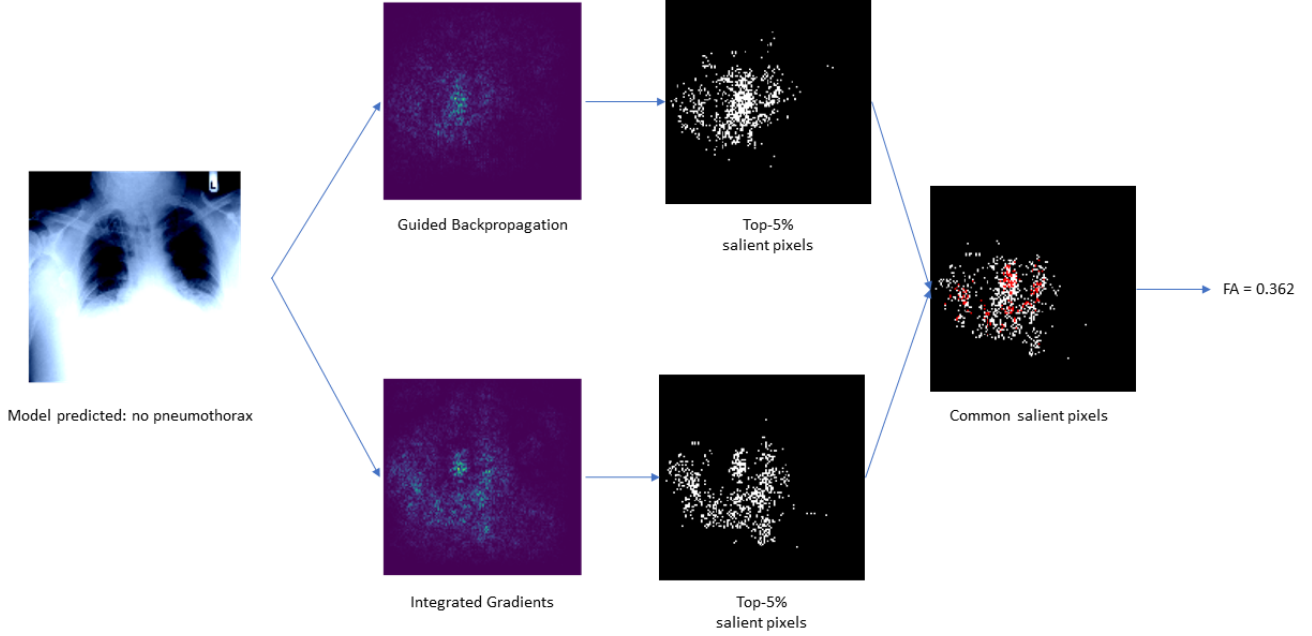 L
Model predicted: no pneumothorax
Guided Backpropagation
Top-5%
salient pixels
Integrated Gradients
Top-5%
salient pixels
Common salient pixels
FA = 0.362